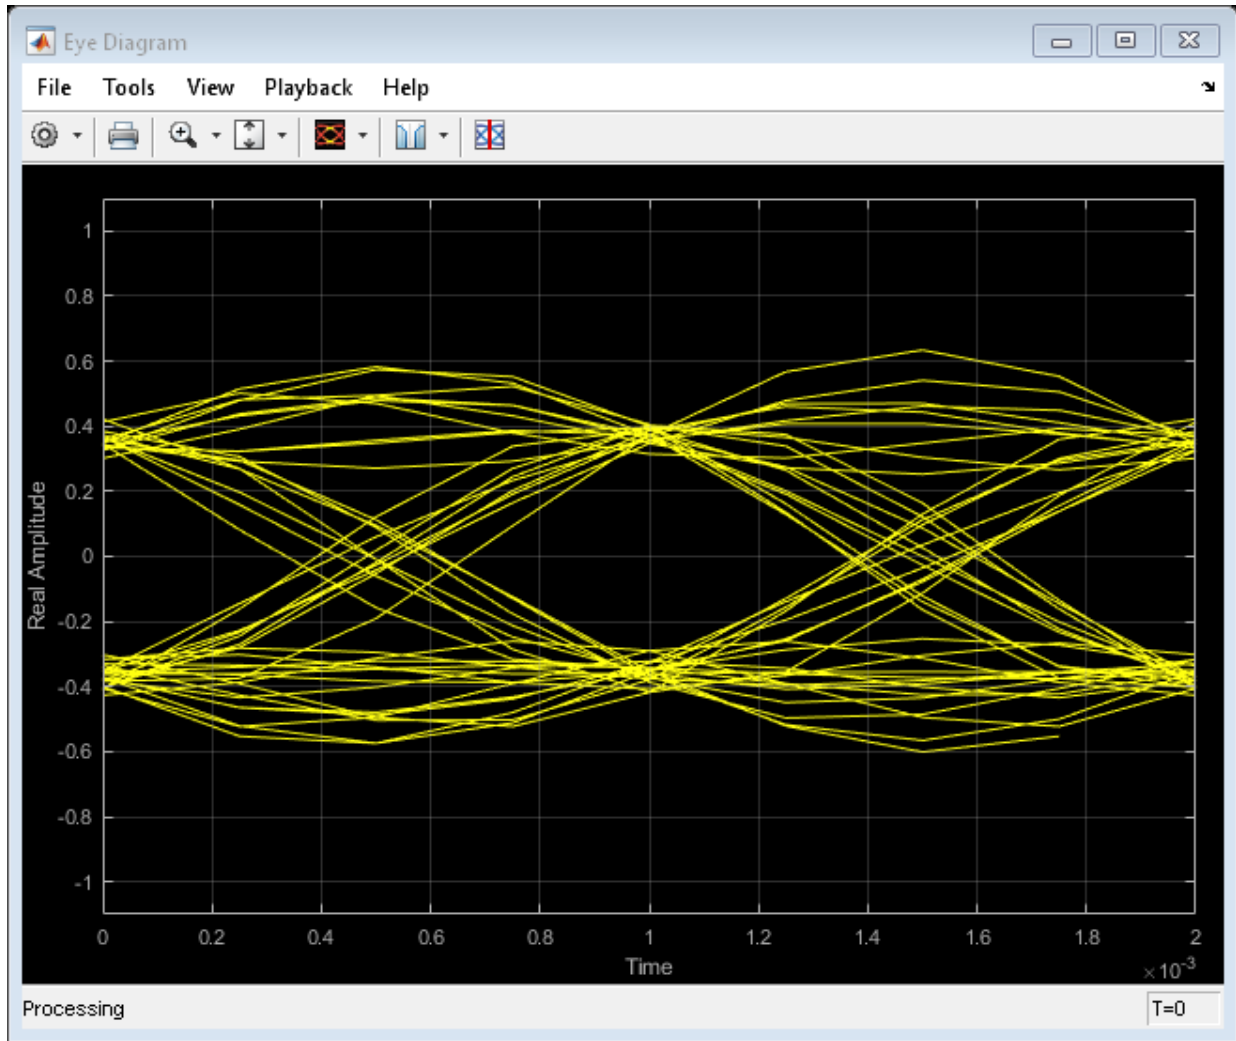 Eye Diagram
File Tools View Playback Help
1
0.8
0.6
0.4
0.2
0
-0.2
-0.4
-0.6
-0.8
-1
Real Amplitude
0 0.2 0.4 0.6 0.8 1 1.2 1.4 1.6 1.8 2
Time
×10⁻³
Processing
T=0